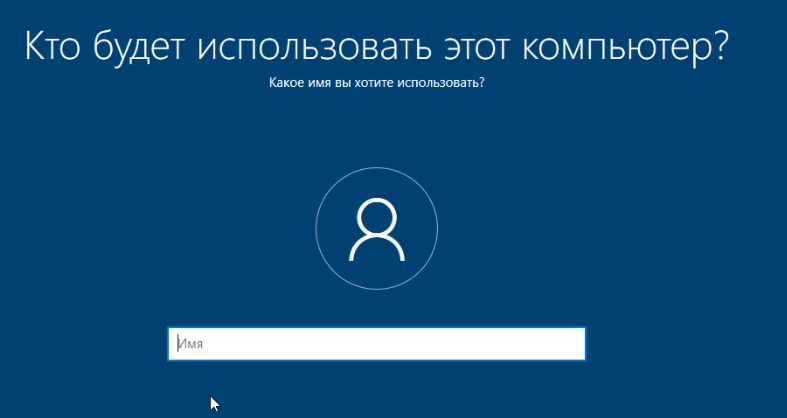 Кто будет использовать этот компьютер?
Какое имя вы хотите использовать?
Имя